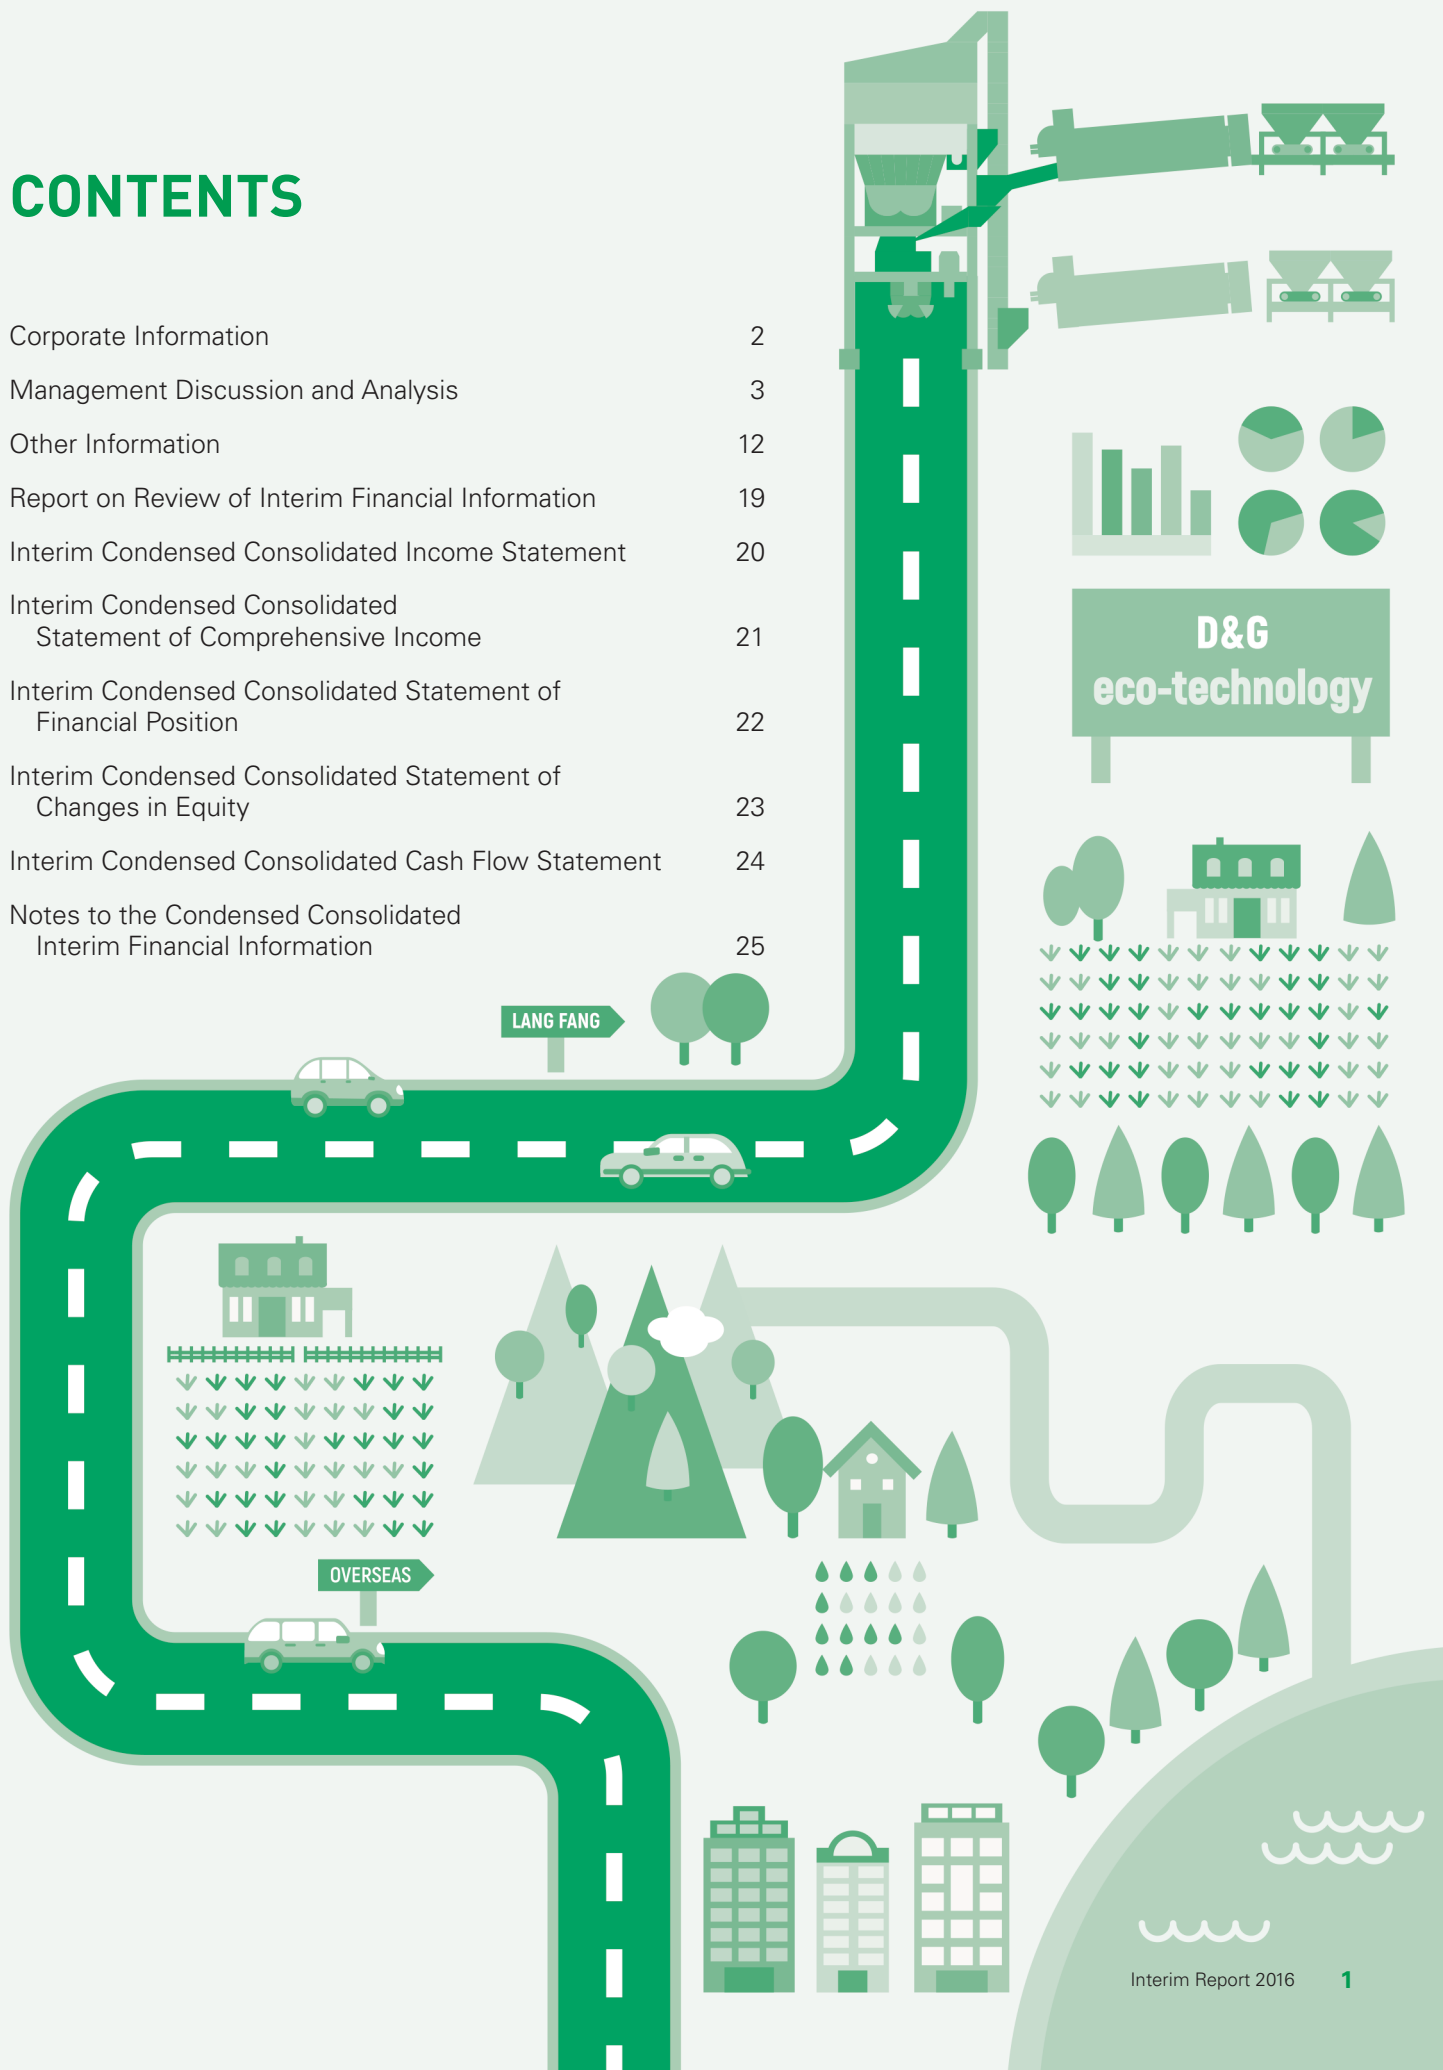 CONTENTS
Corporate Information 2
Management Discussion and Analysis 3
Other Information 12
Report on Review of Interim Financial Information 19
Interim Condensed Consolidated Income Statement 20
Interim Condensed Consolidated
Statement of Comprehensive Income 21
Interim Condensed Consolidated Statement of
Financial Position 22
Interim Condensed Consolidated Statement of
Changes in Equity 23
Interim Condensed Consolidated Cash Flow Statement 24
Notes to the Condensed Consolidated
Interim Financial Information 25
D&G
eco-technology
LANG FANG
OVERSEAS
Interim Report 2016 1